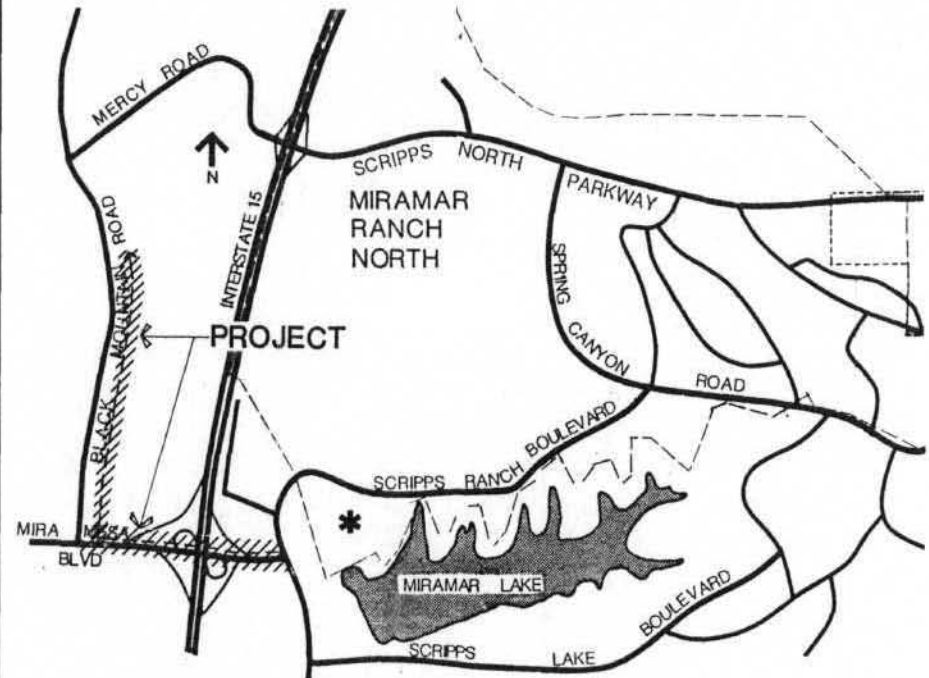 MERCY ROAD
N
INTERSTATE 15
SCRIPPS NORTH PARKWAY
MIRAMAR
RANCH
NORTH
SPRING CANYON ROAD
BLACK MOUNTAIN ROAD
PROJECT
SCRIPPS RANCH BOULEVARD
*
MIRA MESA
BLVD
MIRAMAR LAKE
SCRIPPS LAKE BOULEVARD